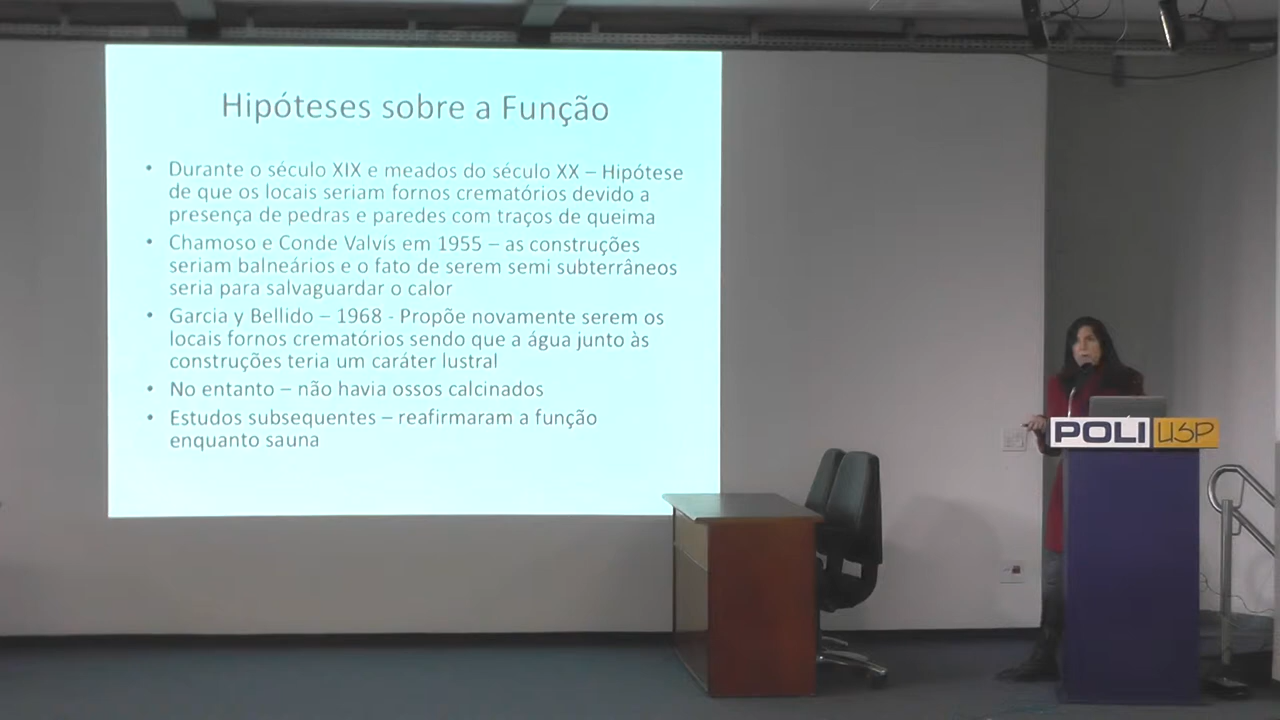 Hipóteses sobre a Função
• Durante o século XIX e meados do século XX – Hipótese
de que os locais seriam fornos crematórios devido a
presença de pedras e paredes com traços de queima
• Chamoso e Conde Valvís em 1955 – as construções
seriam balneários e o fato de serem semi subterrâneos
seria para salvaguardar o calor
• Garcia y Bellido – 1968 - Propõe novamente serem os
locais fornos crematórios sendo que a água junto às
construções teria um caráter lustral
• No entanto – não havia ossos calcinados
• Estudos subsequentes – reafirmaram a função
enquanto sauna
POLI USP